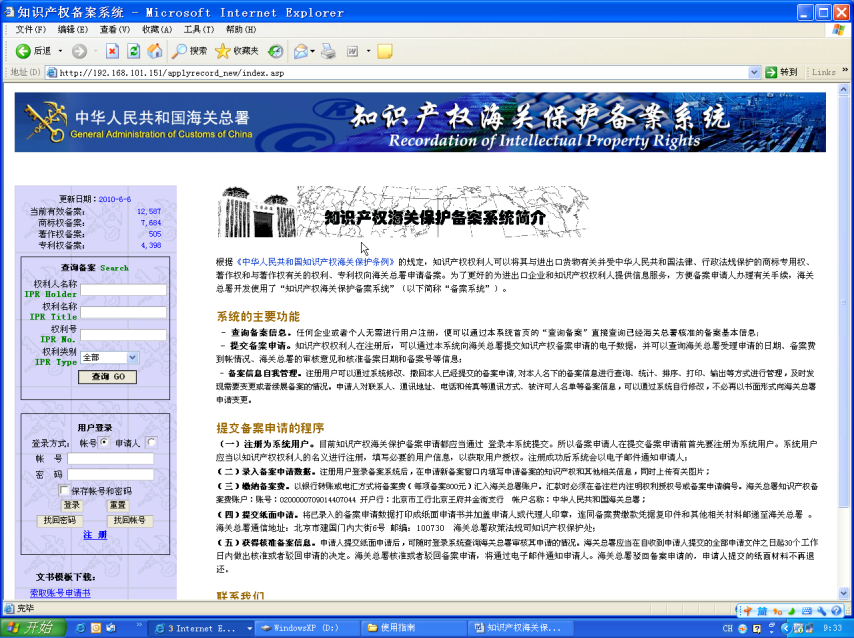 知识产权备案系统 - Microsoft Internet Explorer
文件(F) 编辑(E) 查看(V) 收藏(A) 工具(T) 帮助(H)
后退 搜索 收藏夹
地址(D) http://192.168.101.151/applyrecord_new/index.asp 转到 Links »
中华人民共和国海关总署
General Administration of Customs of China
知识产权海关保护备案系统
Recordation of Intellectual Property Rights
更新日期：2010-6-6
当前有效备案： 12,587
商标权备案： 7,684
著作权备案： 505
专利权备案： 4,398
查询备案 Search
权利人名称
IPR Holder
权利名称
IPR Title
权利号
IPR No.
权利类别 全部
IPR Type
查询 GO
用户登录
登录方式: 帐号 申请人
帐 号
密 码
保存帐号和密码
登录 重置
找回密码 找回帐号
注 册
文书模板下载：
索取账号申请书
知识产权海关保护备案系统简介
根据《中华人民共和国知识产权海关保护条例》的规定，知识产权权利人可以将其与进出口货物有关并受中华人民共和国法律、行政法规保护的商标专用权、
著作权和与著作权有关的权利、专利权向海关总署申请备案。为了更好的为进出口企业和知识产权权利人提供信息服务，方便备案申请人办理有关手续，海关
总署开发使用了“知识产权海关保护备案系统”（以下简称“备案系统”）。
系统的主要功能
- 查询备案信息。任何企业或者个人无需进行用户注册，便可以通过本系统首页的“查询备案”直接查询已经海关总署核准的备案基本信息；
- 提交备案申请。知识产权权利人在注册后，可以通过本系统向海关总署提交知识产权备案申请的电子数据，并可以查询海关总署受理申请的日期、备案费
到帐情况、海关总署的审核意见和核准备案日期和备案号等信息；
- 备案信息自我管理。注册用户可以通过系统修改、撤回本人已经提交的备案申请，对本人名下的备案信息进行查询、统计、排序、打印、输出等方式进行管理，及时发
现需要变更或者续展备案的情况。申请人对联系人、通讯地址、电话和传真等通讯方式、被许可人名单等备案信息，可以通过系统自行修改，不必再以书面形式向海关总署
申请变更。
提交备案申请的程序
（一）注册为系统用户。目前知识产权海关保护备案申请都应当通过 登录本系统提交。所以备案申请人在提交备案申请前首先要注册为系统用户。系统用户
应当以知识产权权利人的名义进行注册，填写必要的用户信息，以获取用户授权。注册成功后系统会以电子邮件通知申请人；
（二）录入备案申请数据。注册用户登录备案系统后，在申请新备案窗口内填写申请备案的知识产权和其他相关信息，同时上传有关图片；
（三）缴纳备案费。以银行转账或电汇方式将备案费（每项备案800元）汇入海关总署账户。汇款时必须在备注栏内注明权利授权号或备案申请编号。海关总署知识产权备
案费账户：账号：0200000709014407044 开户行：北京市工行北京王府井金街支行 帐户名称：中华人民共和国海关总署；
（四）提交纸面申请。将已录入的备案申请数据打印成纸面申请书并加盖申请人或代理人印章，连同备案费缴款凭据复印件和其他相关材料邮递至海关总署 。
海关总署通信地址：北京市建国门内大街6号 邮编：100730 海关总署政策法规司知识产权保护处；
（五）获得核准备案信息。申请人提交纸面申请后，可随时登录系统查询海关总署审核其申请的情况。海关总署应当在自收到申请人提交的全部申请文件之日起30个工作
日内做出核准或者驳回申请的决定。海关总署核准或者驳回备案申请，将通过电子邮件通知申请人。海关总署驳回备案申请的，申请人提交的纸面材料不再退
还。
联系我们
完毕
开始 3 Internet E... WindowsXP (D:) 使用指南 知识产权海关保... CH 9:33